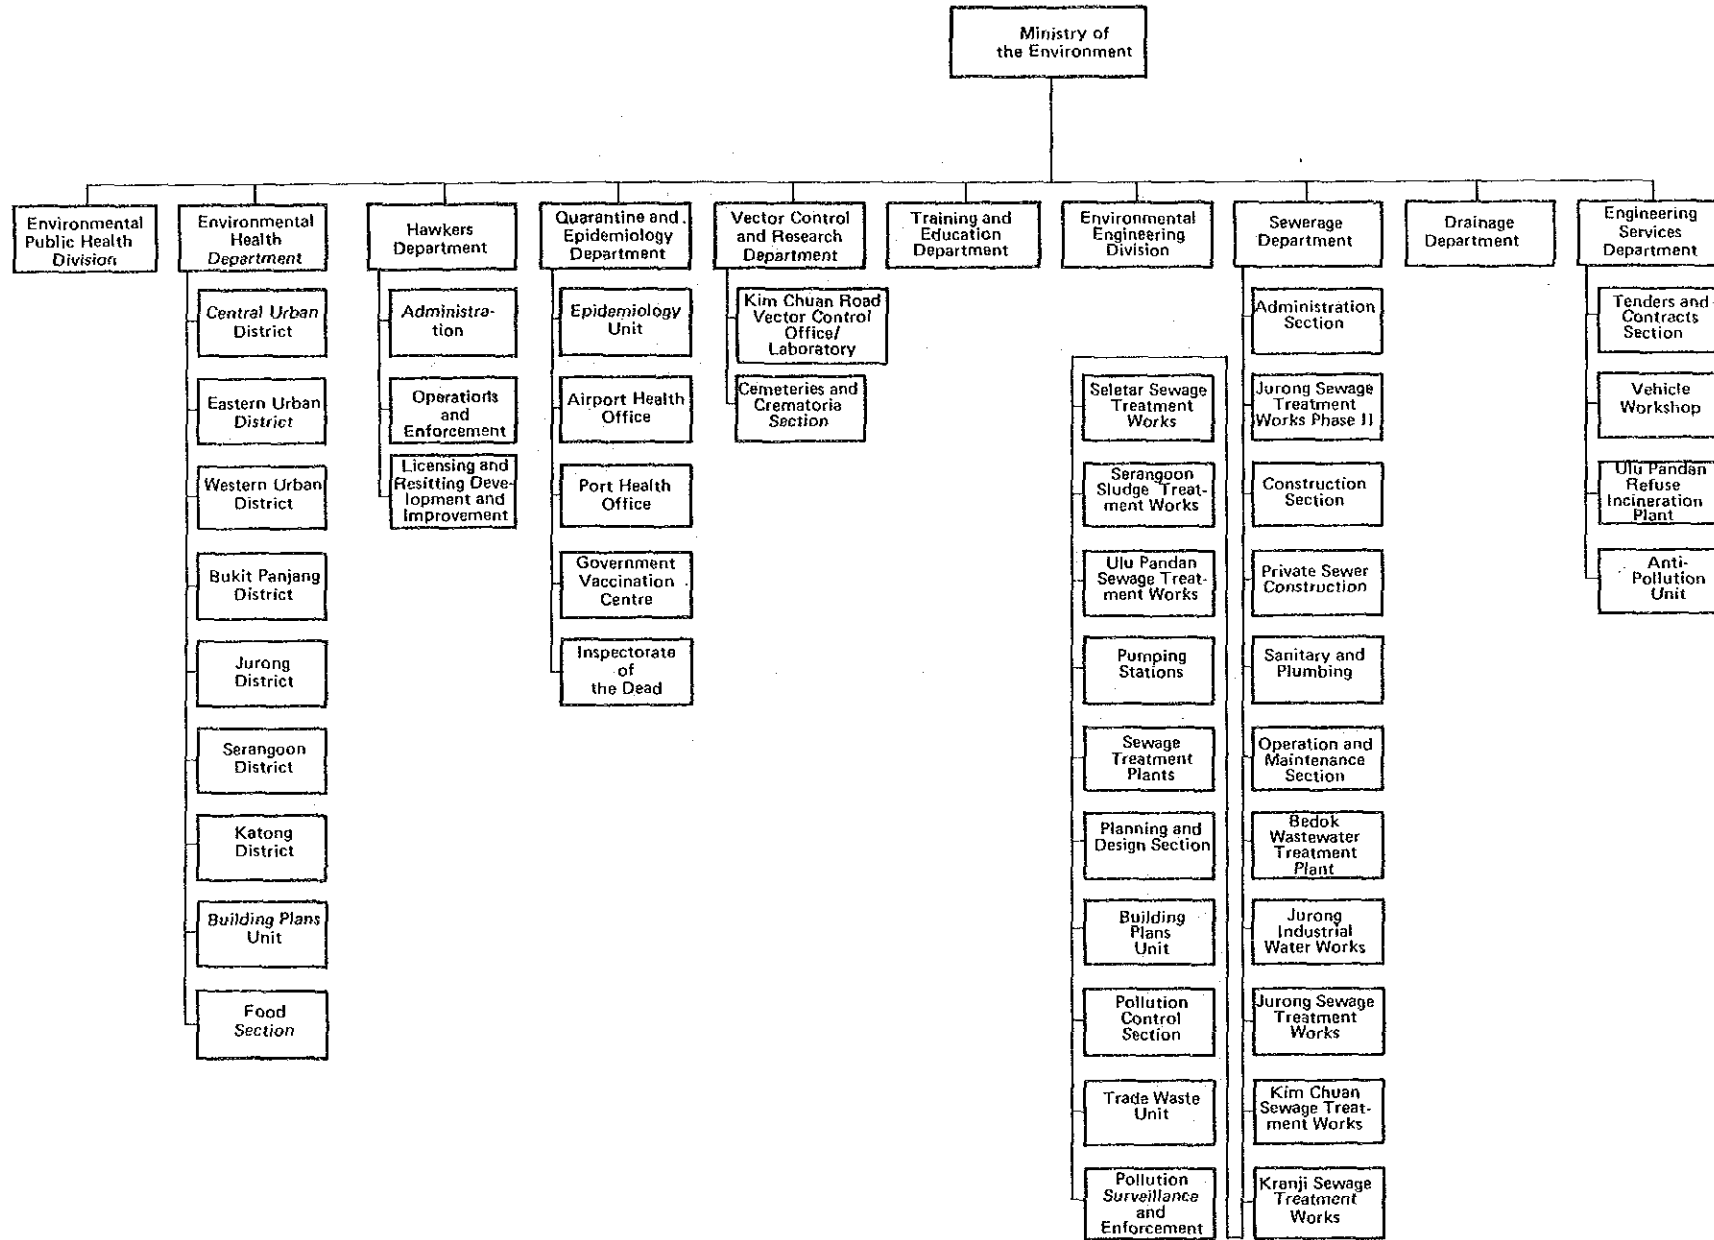 Ministry of
the Environment
Environmental
Public Health
Division
Environmental
Health
Department
Hawkers
Department
Quarantine and
Epidemiology
Department
Vector Control
and Research
Department
Training and
Education
Department
Environmental
Engineering
Division
Sewerage
Department
Drainage
Department
Engineering
Services
Department
Central Urban
District
Eastern Urban
District
Western Urban
District
Bukit Panjang
District
Jurong
District
Serangoon
District
Katong
District
Building Plans
Unit
Food
Section
Administra-
tion
Operations
and
Enforcement
Licensing and
Resitting Deve-
lopment and
Improvement
Epidemiology
Unit
Airport Health
Office
Port Health
Office
Government
Vaccination
Centre
Inspectorate
of
the Dead
Kim Chuan Road
Vector Control
Office/
Laboratory
Cemeteries and
Crematoria
Section
Seletar Sewage
Treatment
Works
Serangoon
Sludge Treat-
ment Works
Ulu Pandan
Sewage Treat-
ment Works
Pumping
Stations
Sewage
Treatment
Plants
Planning and
Design Section
Building
Plans
Unit
Pollution
Control
Section
Trade Waste
Unit
Pollution
Surveillance
and
Enforcement
Administration
Section
Jurong Sewage
Treatment
Works Phase II
Construction
Section
Private Sewer
Construction
Sanitary and
Plumbing
Operation and
Maintenance
Section
Bedok
Wastewater
Treatment
Plant
Jurong
Industrial
Water Works
Jurong Sewage
Treatment
Works
Kim Chuan
Sewage Treat-
ment Works
Kranji Sewage
Treatment
Works
Tenders and
Contracts
Section
Vehicle
Workshop
Ulu Pandan
Refuse
Incineration
Plant
Anti-
Pollution
Unit